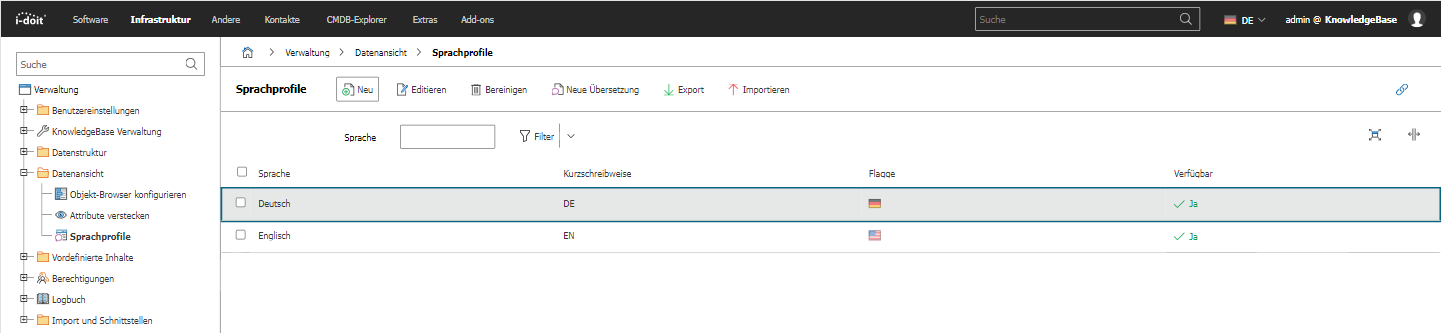 i-doit Software Infrastruktur Andere Kontakte CMDB-Explorer Extras Add-ons Suche DE admin @ KnowledgeBase
Suche
Verwaltung
Benutzereinstellungen
KnowledgeBase Verwaltung
Datenstruktur
Datenansicht
Objekt-Browser konfigurieren
Attribute verstecken
Sprachprofile
Vordefinierte Inhalte
Berechtigungen
Logbuch
Import und Schnittstellen
Verwaltung Datenansicht Sprachprofile
Sprachprofile Neu Editieren Bereinigen Neue Übersetzung Export Importieren
Sprache Filter
Sprache Kurzschreibweise Flagge Verfügbar
Deutsch DE Ja
Englisch EN Ja